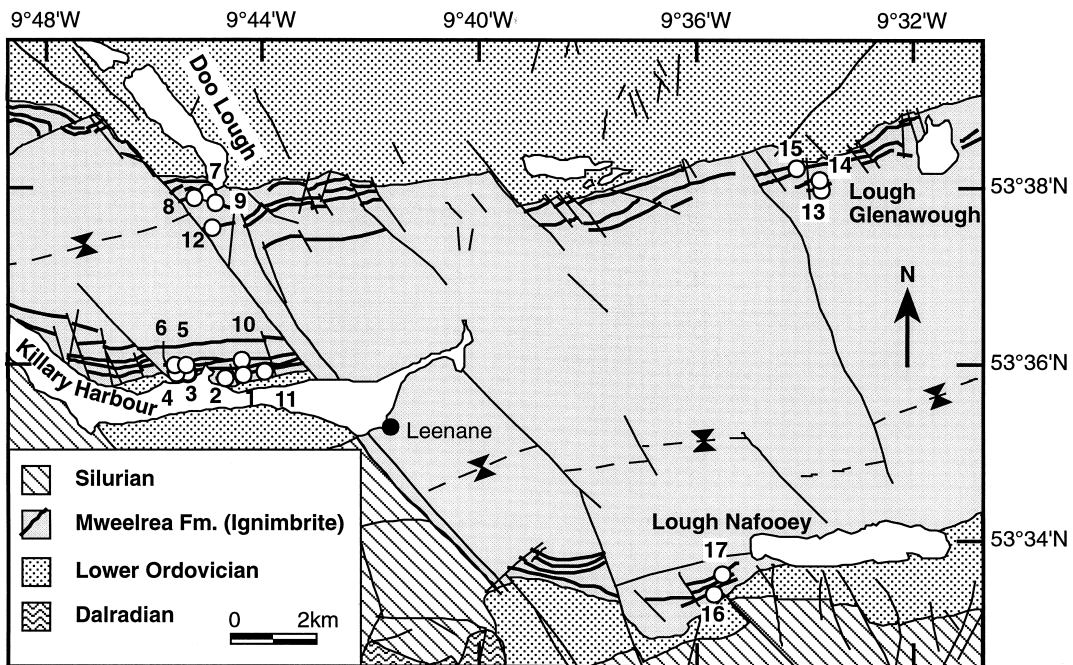 9°48'W 9°44'W 9°40'W 9°36'W 9°32'W
Doo Lough
7
8
9
12
15
14
13
Lough
Glenawough
53°38'N
N
6 5 10
Killary Harbour
4 3 2 1 11
53°36'N
Leenane
Silurian
Mweelrea Fm. (Ignimbrite)
Lower Ordovician
Dalradian
0 2km
Lough Nafooey
17
16
53°34'N